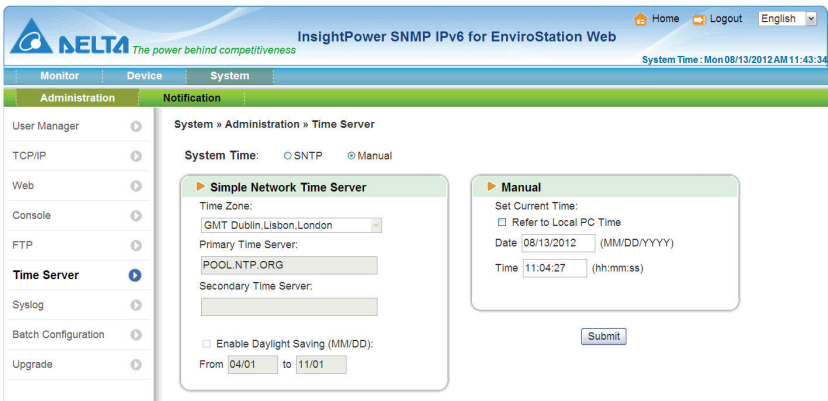 Home Logout English
DELTA The power behind competitiveness
InsightPower SNMP IPv6 for EnviroStation Web
System Time : Mon 08/13/2012 AM 11:43:34
Monitor Device System
Administration Notification
User Manager
TCP/IP
Web
Console
FTP
Time Server
Syslog
Batch Configuration
Upgrade
System » Administration » Time Server
System Time: SNTP Manual
Simple Network Time Server
Time Zone:
GMT Dublin,Lisbon,London
Primary Time Server:
POOL.NTP.ORG
Secondary Time Server:
Enable Daylight Saving (MM/DD):
From 04/01 to 11/01
Manual
Set Current Time:
Refer to Local PC Time
Date 08/13/2012 (MM/DD/YYYY)
Time 11:04:27 (hh:mm:ss)
Submit